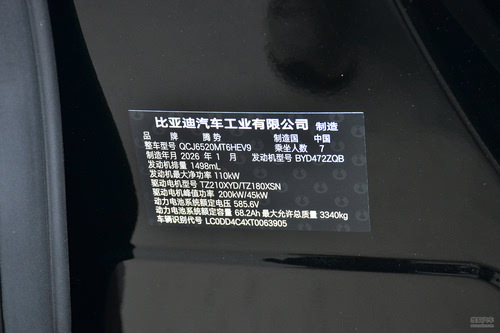 比亚迪汽车工业有限公司 制造
品 牌 腾势 制造国 中国
整车型号 QCJ6520MT6HEV9 乘坐人数 7
制造年月 2026 年 1 月 发动机型号 BYD472ZQB
发动机排量 1498mL
发动机最大净功率 110kW
驱动电机型号 TZ210XYD/TZ180XSN
驱动电机峰值功率 200kW/45kW
动力电池系统额定电压 585.6V
动力电池系统额定容量 68.2Ah 最大允许总质量 3340kg
车辆识别代号 LC0DD4C4XT0063905